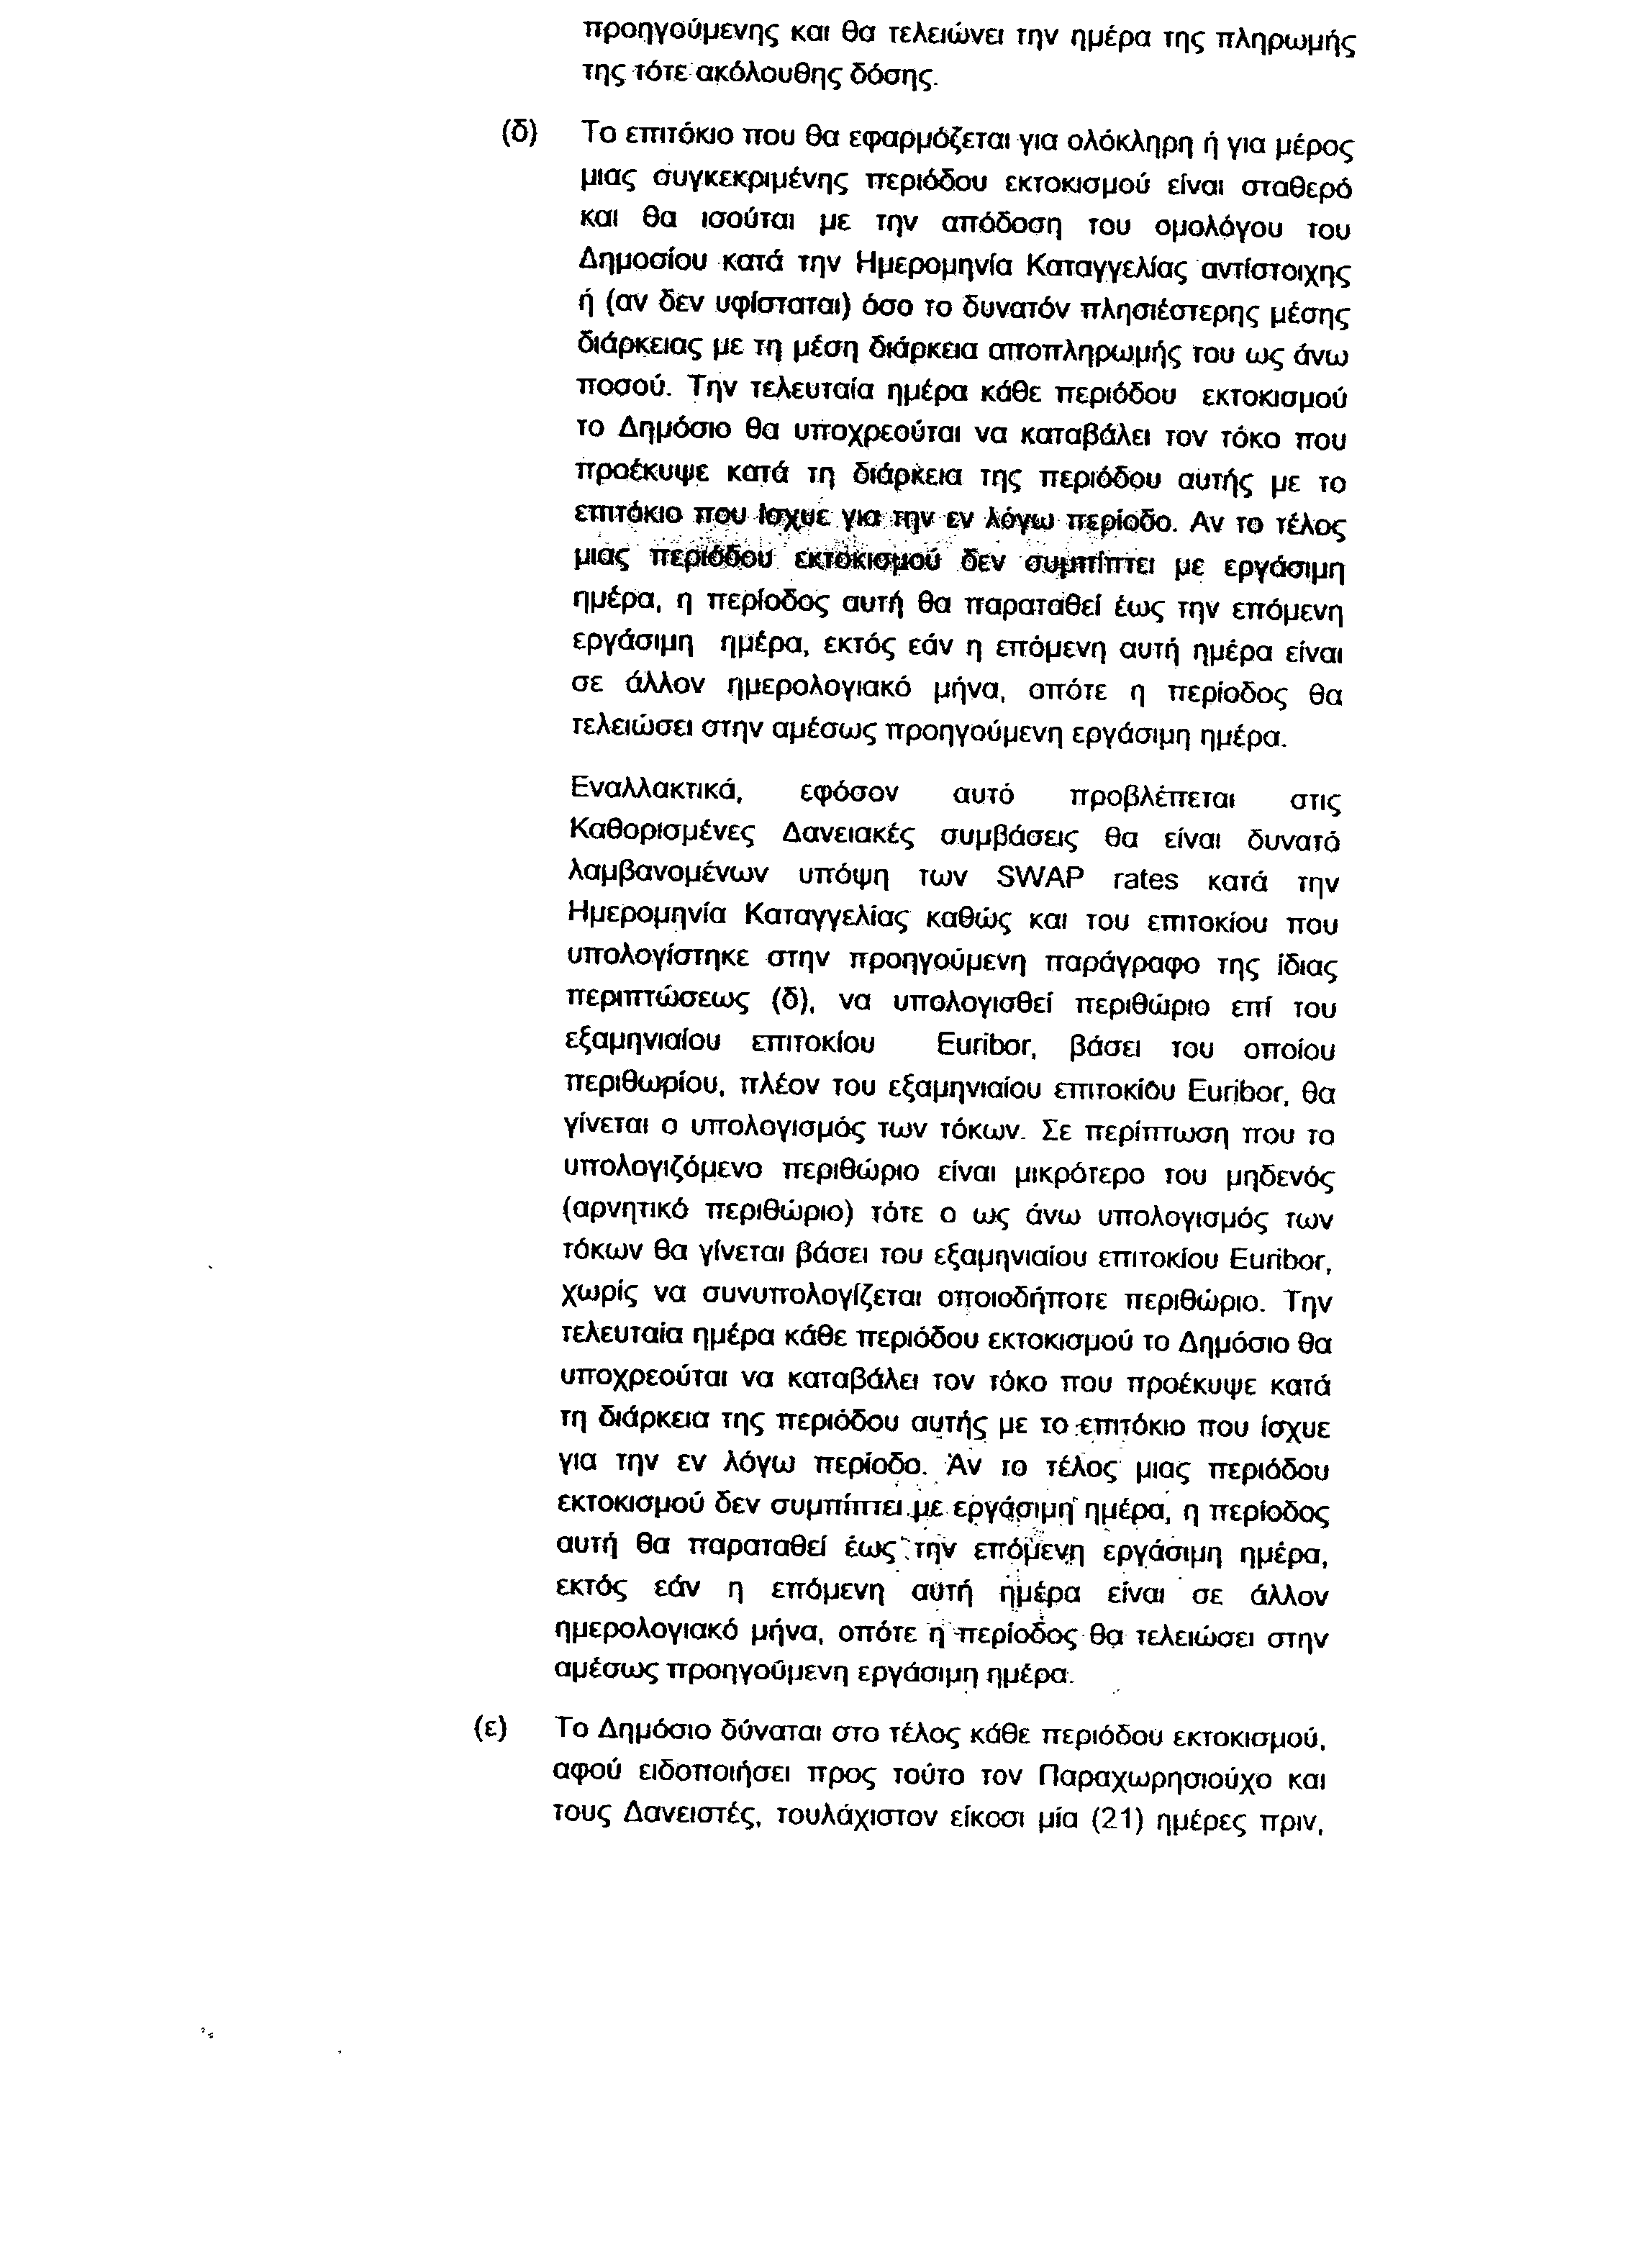 προηγούμενης και θα τελειώνει την ημέρα της πληρωμής
της τότε ακόλουθης δόσης.
(δ) Το επιτόκιο που θα εφαρμόζεται για ολόκληρη ή για μέρος
μιας συγκεκριμένης περιόδου εκτοκισμού είναι σταθερό
και θα ισούται με την απόδοση του ομολόγου του
Δημοσίου κατά την Ημερομηνία Καταγγελίας αντίστοιχης
ή (αν δεν υφίσταται) όσο το δυνατόν πλησιέστερης μέσης
διάρκειας με τη μέση διάρκεια αποπληρωμής του ως άνω
ποσού. Την τελευταία ημέρα κάθε περιόδου εκτοκισμού
το Δημόσιο θα υποχρεούται να καταβάλει τον τόκο που
προέκυψε κατά τη διάρκεια της περιόδου αυτής με το
επιτόκιο που ίσχυε για την εν λόγω περίοδο. Αν το τέλος
μιας περιόδου εκτοκισμού δεν συμπίπτει με εργάσιμη
ημέρα, η περίοδος αυτή θα παραταθεί έως την επόμενη
εργάσιμη ημέρα, εκτός εάν η επόμενη αυτή ημέρα είναι
σε άλλον ημερολογιακό μήνα, οπότε η περίοδος θα
τελειώσει στην αμέσως προηγούμενη εργάσιμη ημέρα.
Εναλλακτικά, εφόσον αυτό προβλέπεται στις
Καθορισμένες Δανειακές συμβάσεις θα είναι δυνατό
λαμβανομένων υπόψη των SWAP rates κατά την
Ημερομηνία Καταγγελίας καθώς και του επιτοκίου που
υπολογίστηκε στην προηγούμενη παράγραφο της ίδιας
περιπτώσεως (δ), να υπολογισθεί περιθώριο επί του
εξαμηνιαίου επιτοκίου Euribor, βάσει του οποίου
περιθωρίου, πλέον του εξαμηνιαίου επιτοκίου Euribor, θα
γίνεται ο υπολογισμός των τόκων. Σε περίπτωση που το
υπολογιζόμενο περιθώριο είναι μικρότερο του μηδενός
(αρνητικό περιθώριο) τότε ο ως άνω υπολογισμός των
τόκων θα γίνεται βάσει του εξαμηνιαίου επιτοκίου Euribor,
χωρίς να συνυπολογίζεται οποιοδήποτε περιθώριο. Την
τελευταία ημέρα κάθε περιόδου εκτοκισμού το Δημόσιο θα
υποχρεούται να καταβάλει τον τόκο που προέκυψε κατά
τη διάρκεια της περιόδου αυτής με το επιτόκιο που ίσχυε
για την εν λόγω περίοδο. Άν το τέλος μιας περιόδου
εκτοκισμού δεν συμπίπτει με εργάσιμη ημέρα, η περίοδος
αυτή θα παραταθεί έως την επόμενη εργάσιμη ημέρα,
εκτός εάν η επόμενη αυτή ημέρα είναι σε άλλον
ημερολογιακό μήνα, οπότε η περίοδος θα τελειώσει στην
αμέσως προηγούμενη εργάσιμη ημέρα.
(ε) Το Δημόσιο δύναται στο τέλος κάθε περιόδου εκτοκισμού,
αφού ειδοποιήσει προς τούτο τον Παραχωρησιούχο και
τους Δανειστές, τουλάχιστον είκοσι μία (21) ημέρες πριν,